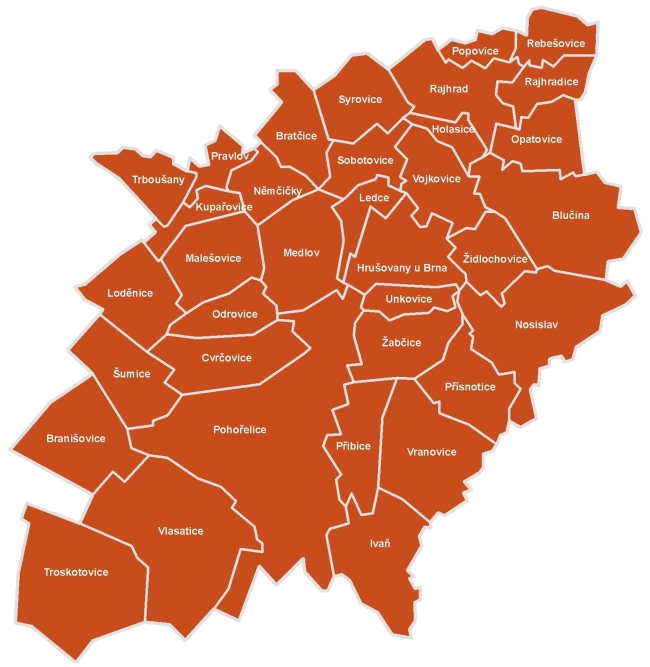 Rebešovice
Popovice
Rajhradice
Rajhrad
Syrovice
Holasice
Bratčice
Opatovice
Pravlov
Sobotovice
Trboušany
Vojkovice
Němčičky
Ledce
Kupařovice
Blučina
Medlov
Malešovice
Židlochovice
Hrušovany u Brna
Loděnice
Unkovice
Odrovice
Nosislav
Žabčice
Cvrčovice
Šumice
Přísnotice
Pohořelice
Branišovice
Přibice
Vranovice
Vlasatice
Ivaň
Troskotovice